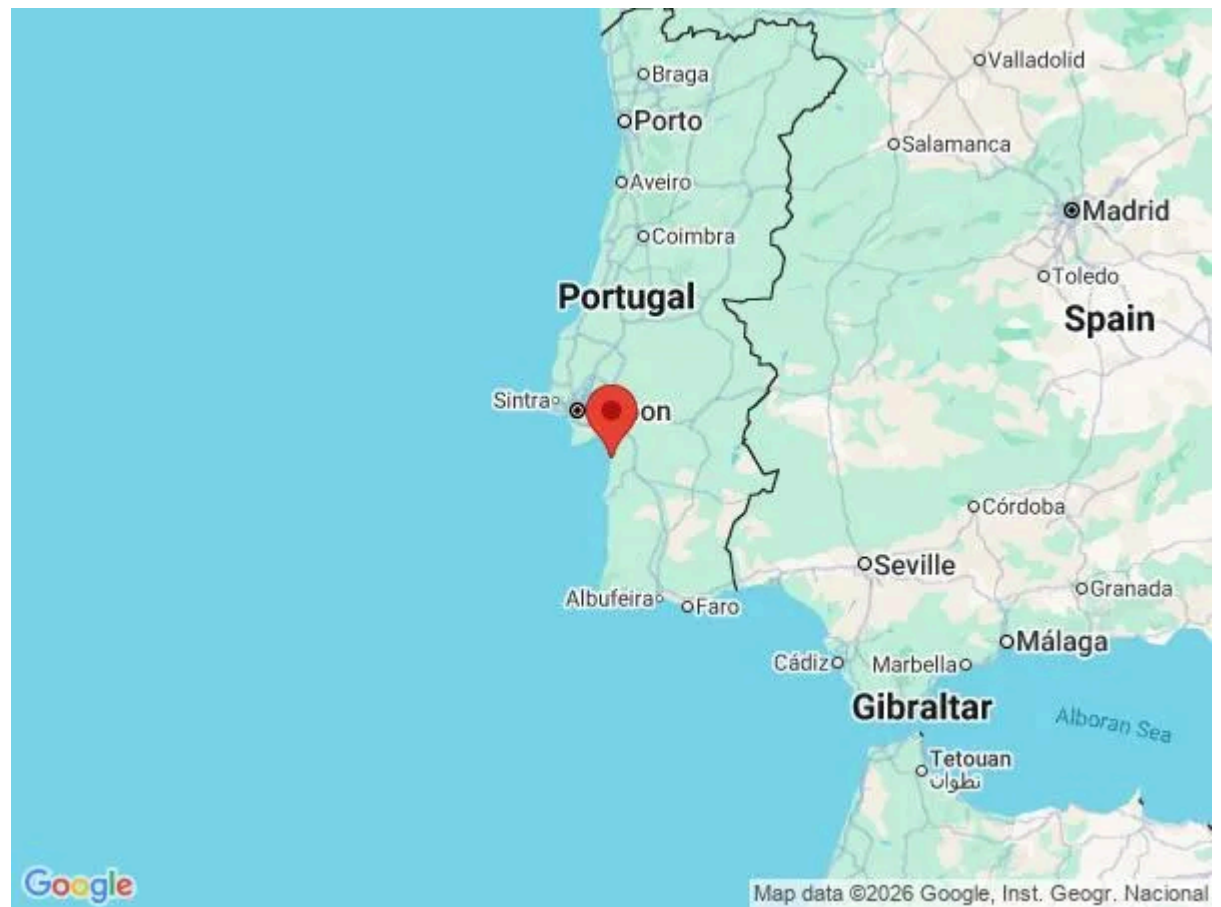 Braga
Valladolid
Porto
Salamanca
Aveiro
Madrid
Coimbra
Toledo
Portugal
Spain
Sintra
on
Córdoba
Seville
Granada
Albufeira
Faro
Málaga
Cádiz
Marbella
Gibraltar
Alboran Sea
Tetouan
تطوان
Google
Map data ©2026 Google, Inst. Geogr. Nacional